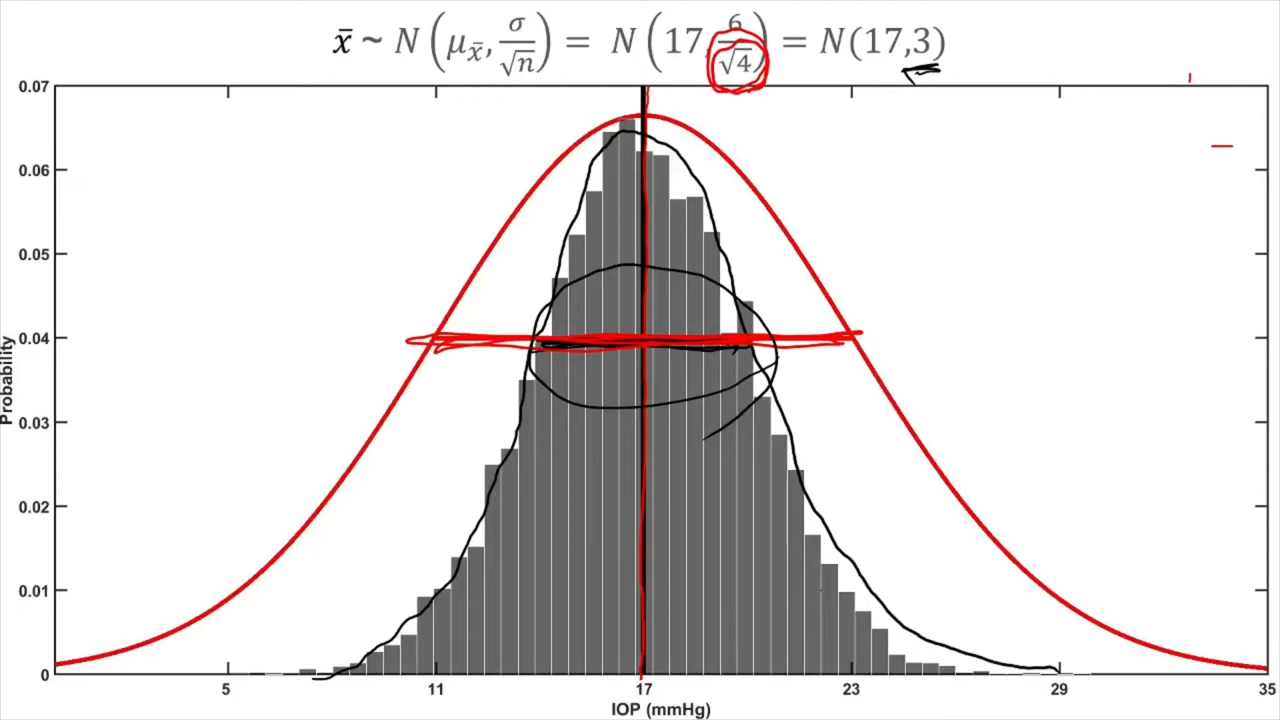 x̄ ~ N(μx̄, σ/√n) = N(17, 6/√4) = N(17,3)
0.07
0.06
0.05
0.04
0.03
0.02
0.01
0
Probability
5 11 17 23 29 35
IOP (mmHg)